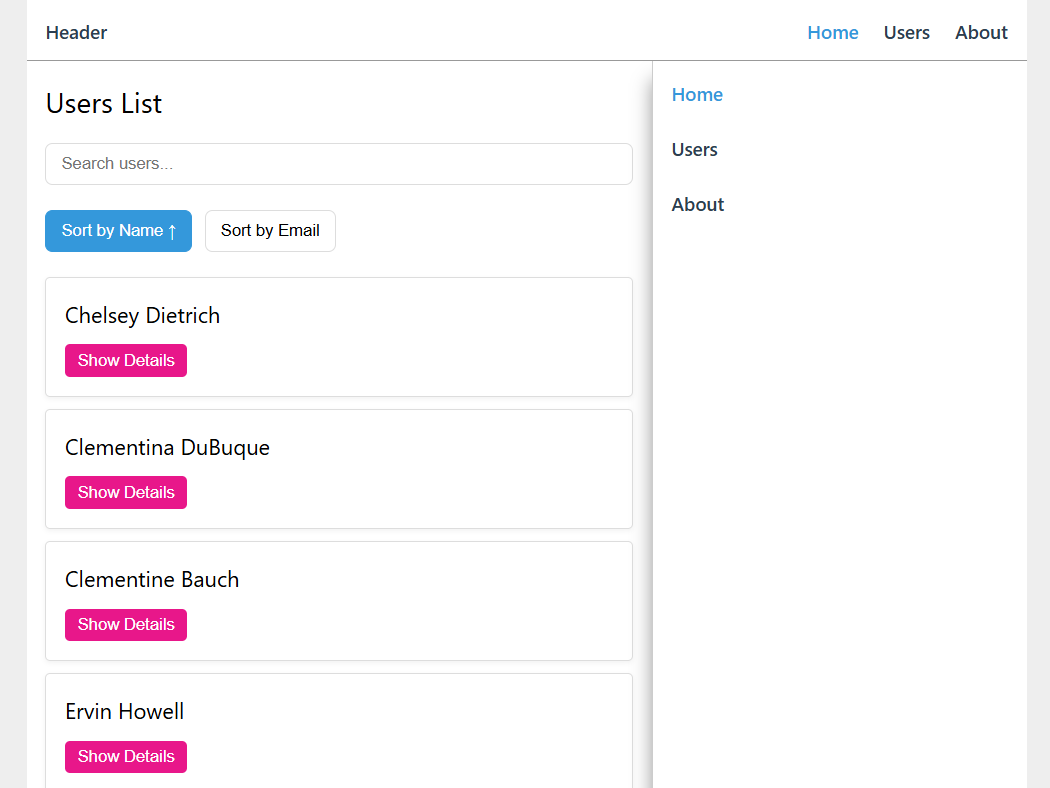 Header
Home Users About
Users List
Search users...
Sort by Name ↑ Sort by Email
Chelsey Dietrich
Show Details
Clementina DuBuque
Show Details
Clementine Bauch
Show Details
Ervin Howell
Show Details
Home
Users
About